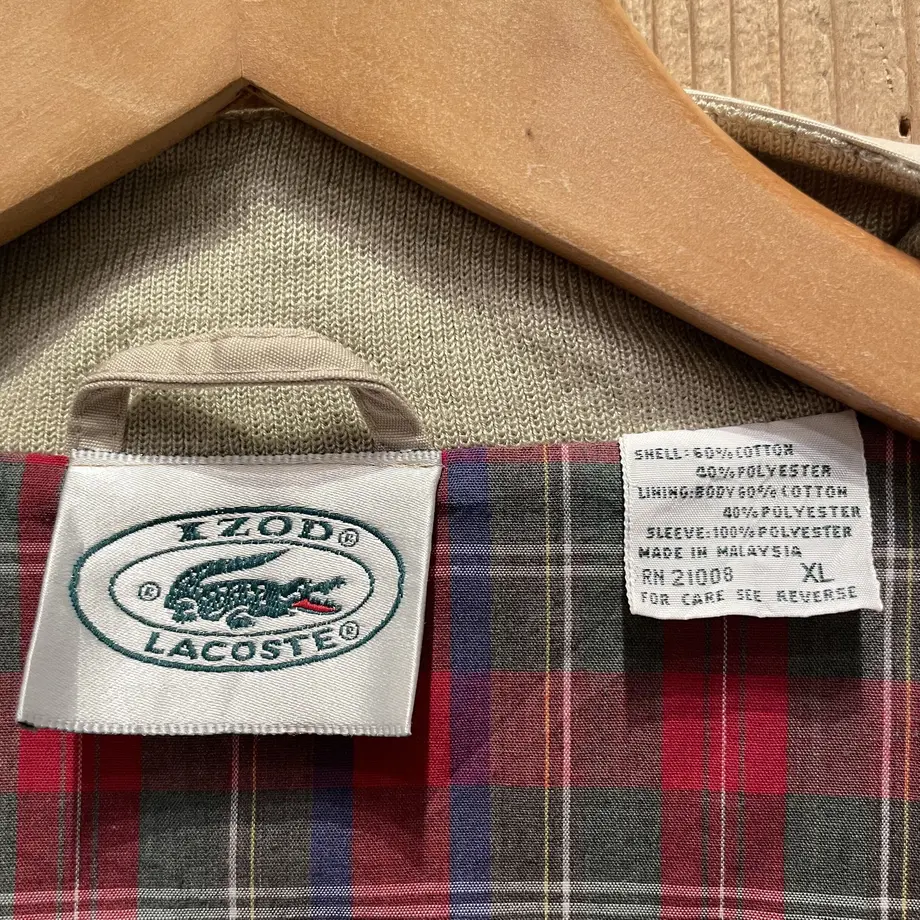 IZOD®
®
LACOSTE®
SHELL: 60% COTTON
40% POLYESTER
LINING: BODY 60% COTTON
40% POLYESTER
SLEEVE: 100% POLYESTER
MADE IN MALAYSIA
RN 21008 XL
FOR CARE SEE REVERSE